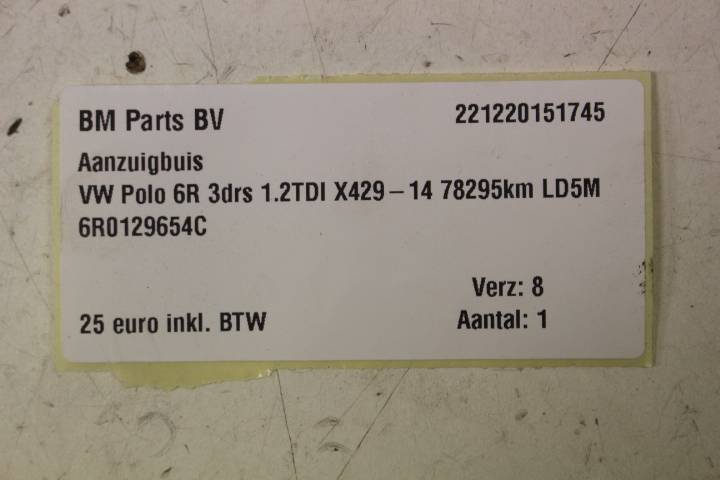 BM Parts BV 221220151745
Aanzuigbuis
VW Polo 6R 3drs 1.2TDI X429-14 78295km LD5M
6R0129654C
Verz: 8
25 euro inkl. BTW Aantal: 1